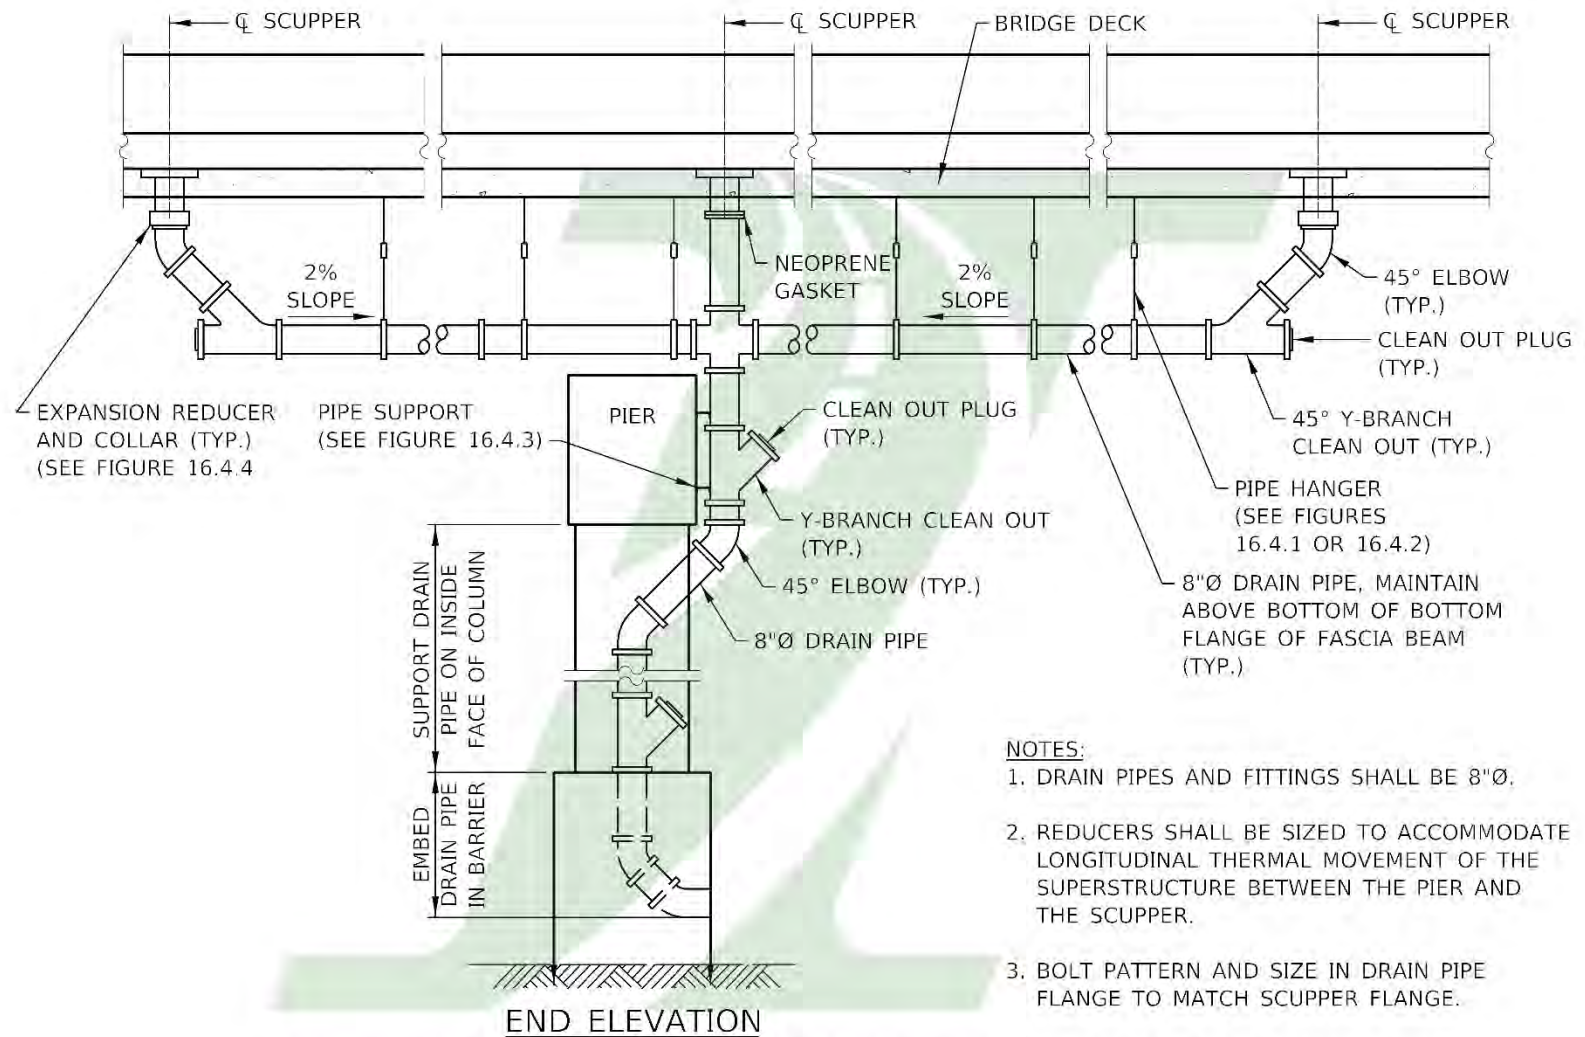 ℄ SCUPPER
℄ SCUPPER
BRIDGE DECK
℄ SCUPPER
2%
SLOPE
NEOPRENE
GASKET
2%
SLOPE
45° ELBOW
(TYP.)
CLEAN OUT PLUG
(TYP.)
EXPANSION REDUCER
AND COLLAR (TYP.)
(SEE FIGURE 16.4.4
PIPE SUPPORT
(SEE FIGURE 16.4.3)
PIER
CLEAN OUT PLUG
(TYP.)
45° Y-BRANCH
CLEAN OUT (TYP.)
PIPE HANGER
(SEE FIGURES
16.4.1 OR 16.4.2)
Y-BRANCH CLEAN OUT
(TYP.)
45° ELBOW (TYP.)
8"Ø DRAIN PIPE
8"Ø DRAIN PIPE, MAINTAIN
ABOVE BOTTOM OF BOTTOM
FLANGE OF FASCIA BEAM
(TYP.)
SUPPORT DRAIN
PIPE ON INSIDE
FACE OF COLUMN
EMBED
DRAIN PIPE
IN BARRIER
NOTES:
1. DRAIN PIPES AND FITTINGS SHALL BE 8"Ø.
2. REDUCERS SHALL BE SIZED TO ACCOMMODATE
LONGITUDINAL THERMAL MOVEMENT OF THE
SUPERSTRUCTURE BETWEEN THE PIER AND
THE SCUPPER.
3. BOLT PATTERN AND SIZE IN DRAIN PIPE
FLANGE TO MATCH SCUPPER FLANGE.
END ELEVATION